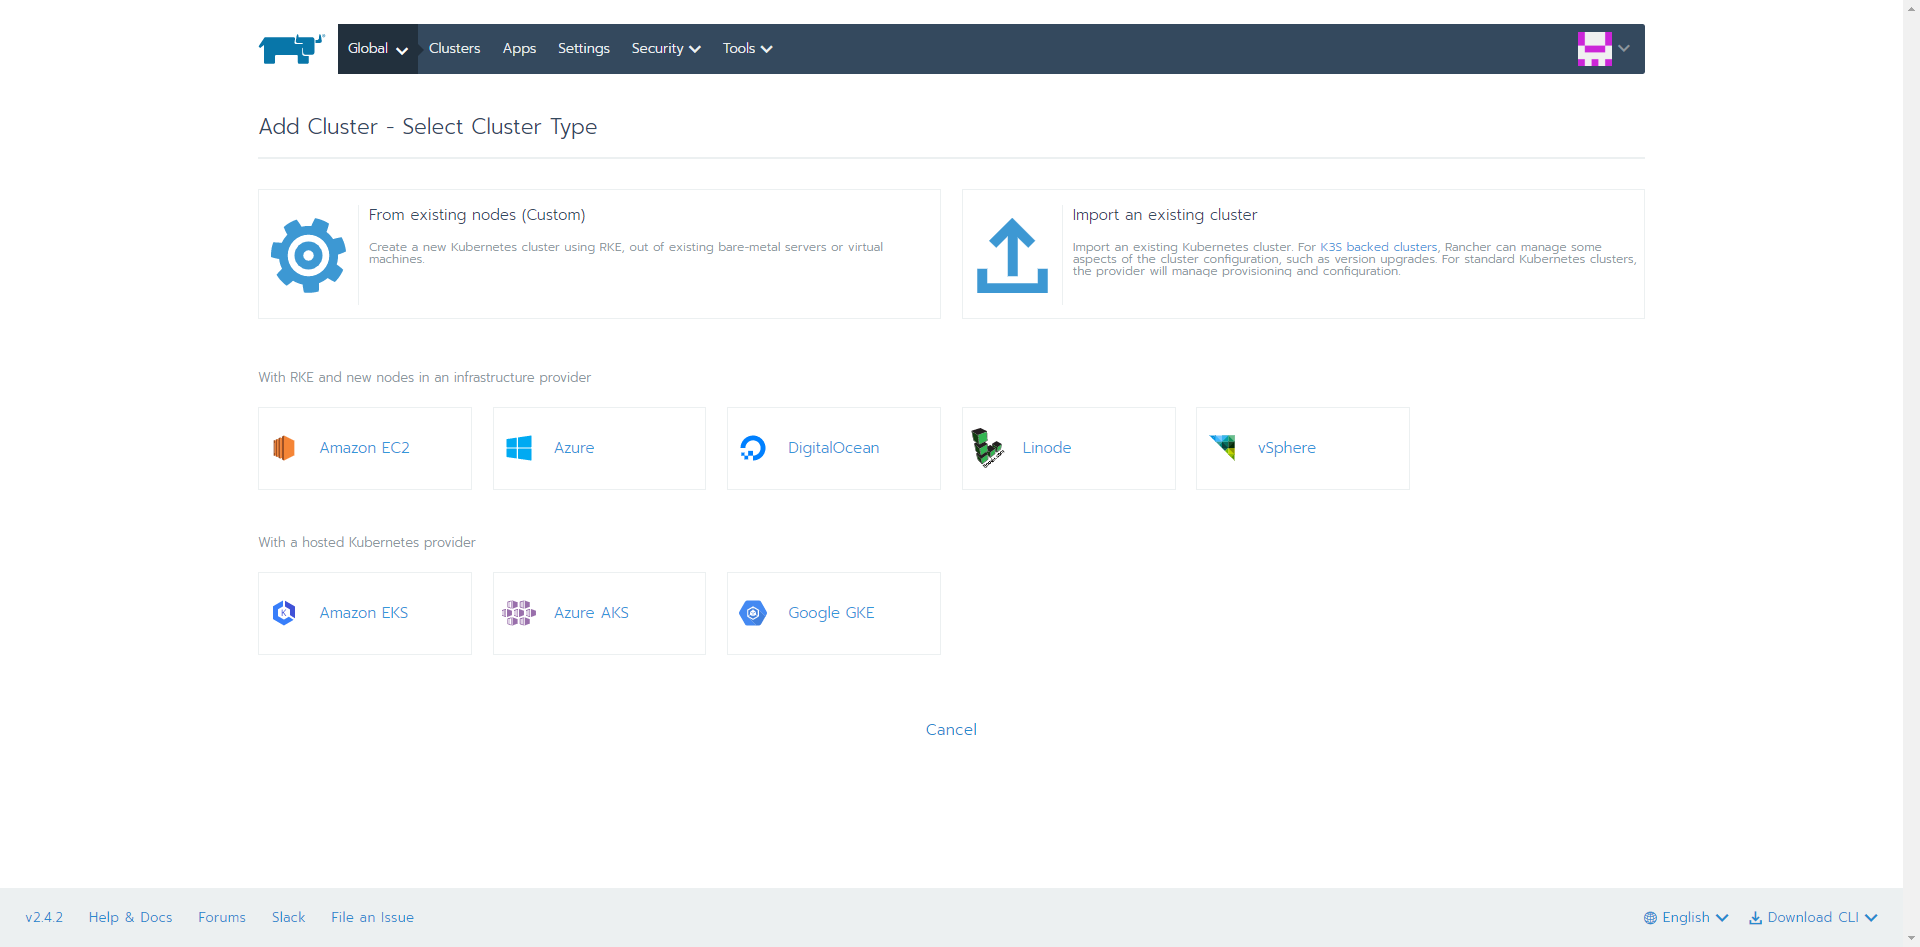 Global Clusters Apps Settings Security Tools
Add Cluster - Select Cluster Type
From existing nodes (Custom)
Create a new Kubernetes cluster using RKE, out of existing bare-metal servers or virtual
machines.
Import an existing cluster
Import an existing Kubernetes cluster. For K3S backed clusters, Rancher can manage some
aspects of the cluster configuration, such as version upgrades. For standard Kubernetes clusters,
the provider will manage provisioning and configuration.
With RKE and new nodes in an infrastructure provider
Amazon EC2
Azure
DigitalOcean
Linode
vSphere
With a hosted Kubernetes provider
Amazon EKS
Azure AKS
Google GKE
Cancel
v2.4.2 Help & Docs Forums Slack File an Issue English Download CLI